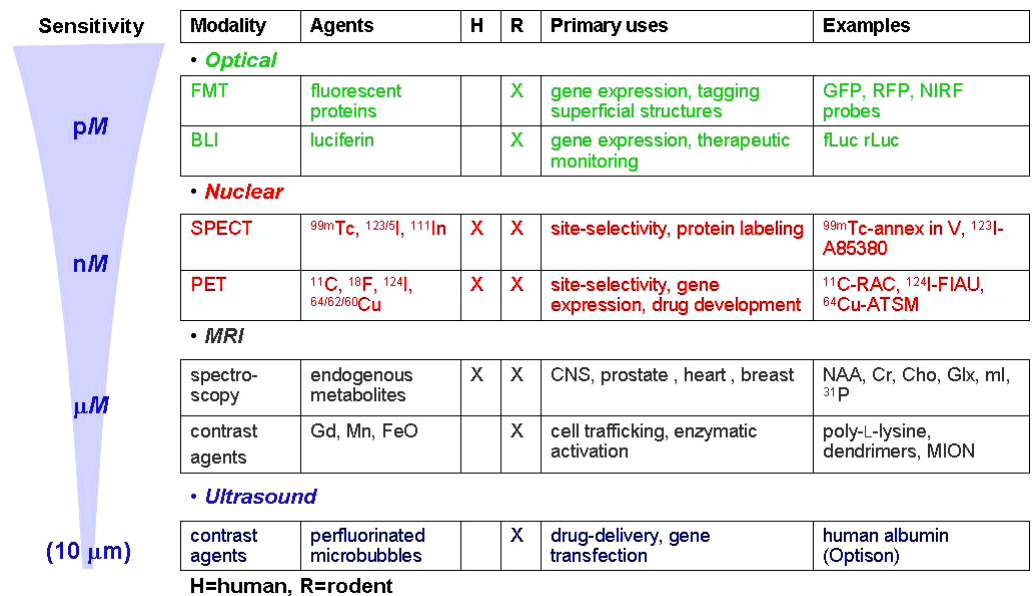 Sensitivity
Modality Agents H R Primary uses Examples
• Optical
FMT fluorescent X gene expression, tagging GFP, RFP, NIRF
proteins superficial structures probes
pM
BLI luciferin X gene expression, therapeutic fLuc rLuc
monitoring
• Nuclear
SPECT 99mTc, 123/5I, 111In X X site-selectivity, protein labeling 99mTc-annex in V, 123I-
A85380
nM
PET 11C, 18F, 124I, X X site-selectivity, gene 11C-RAC, 124I-FIAU,
64/62/60Cu expression, drug development 64Cu-ATSM
• MRI
spectro- endogenous X X CNS, prostate , heart , breast NAA, Cr, Cho, Glx, mI,
scopy metabolites 31P
μM
contrast Gd, Mn, FeO X cell trafficking, enzymatic poly-L-lysine,
agents activation dendrimers, MION
• Ultrasound
contrast perfluorinated X drug-delivery, gene human albumin
agents microbubbles transfection (Optison)
(10 μm)
H=human, R=rodent